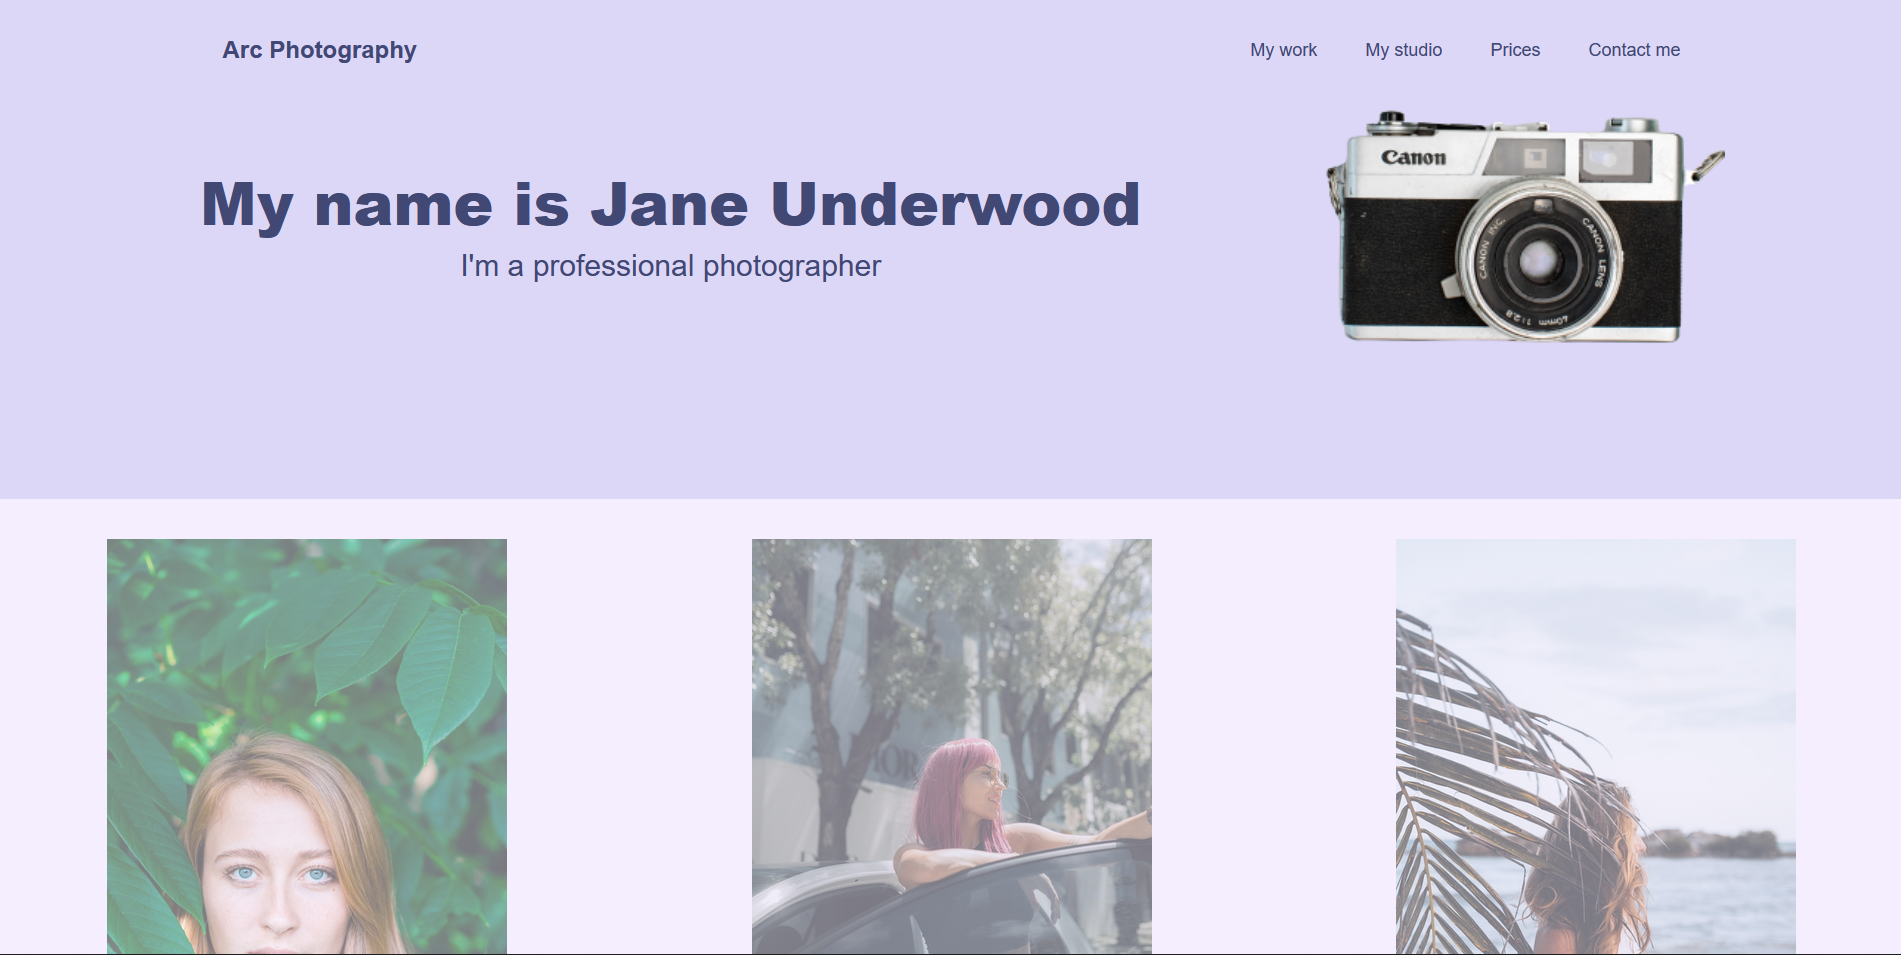 Arc Photography
My work
My studio
Prices
Contact me
Canon
My name is Jane Underwood
I'm a professional photographer
CANON INC.
CANON LENS
40mm 1:2.8